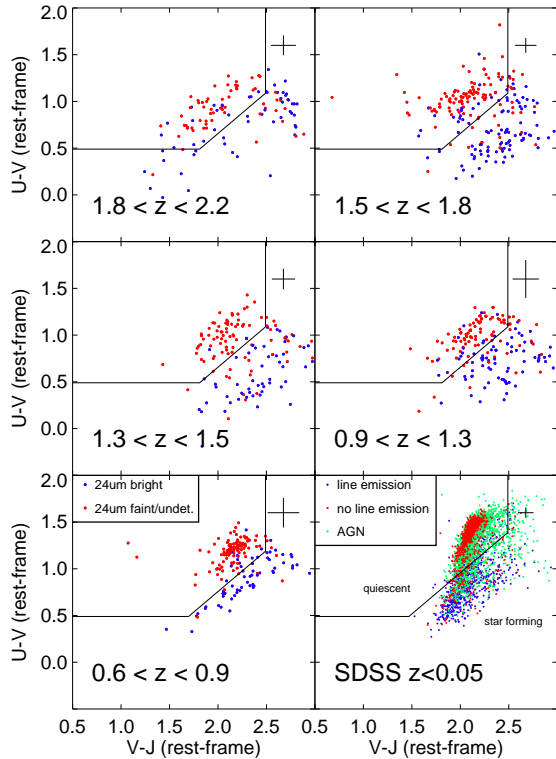 2.0
1.5
1.0
0.5
0.0
U-V (rest-frame)
1.8 < z < 2.2
1.5 < z < 1.8
2.0
1.5
1.0
0.5
0.0
U-V (rest-frame)
1.3 < z < 1.5
0.9 < z < 1.3
2.0
1.5
1.0
0.5
0.0
U-V (rest-frame)
24um bright
24um faint/undet.
0.6 < z < 0.9
line emission
no line emission
AGN
quiescent
star forming
SDSS z<0.05
0.5 1.0 1.5 2.0 2.5 0.5 1.0 1.5 2.0 2.5
V-J (rest-frame) V-J (rest-frame)